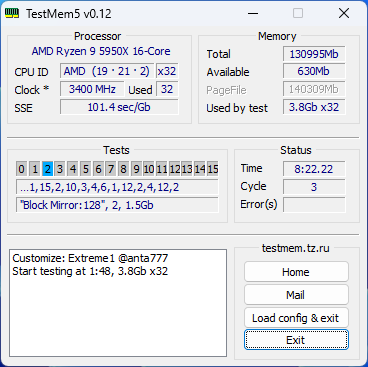 TestMem5 v0.12
Processor
AMD Ryzen 9 5950X 16-Core
CPU ID AMD (19 · 21 · 2) x32
Clock * 3400 MHz Used 32
SSE 101.4 sec/Gb
Memory
Total 130995Mb
Available 630Mb
PageFile 140309Mb
Used by test 3.8Gb x32
Tests
0 1 2 3 4 5 6 7 8 9 10 11 12 13 14 15
...1,15,2,10,3,4,6,1,12,2,4,12,2
"Block Mirror:128", 2, 1.5Gb
Status
Time 8:22.22
Cycle 3
Error(s)
Customize: Extreme1 @anta777
Start testing at 1:48, 3.8Gb x32
testmem.tz.ru
Home
Mail
Load config & exit
Exit